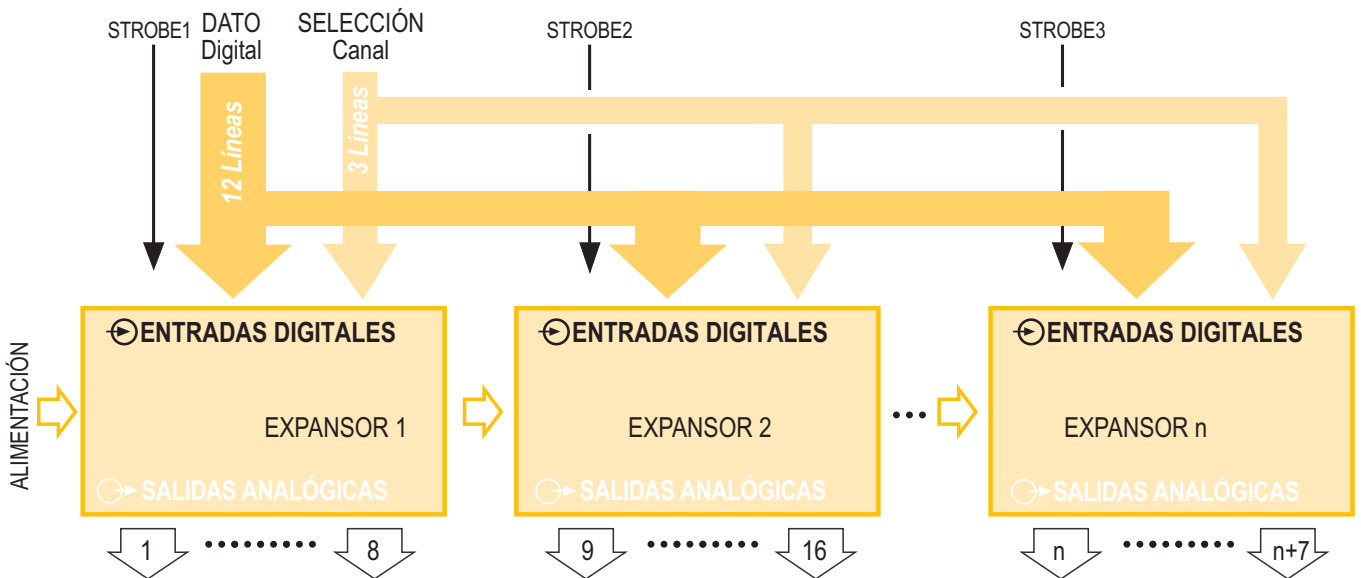 STROBE1
DATO
Digital
SELECCIÓN
Canal
STROBE2
STROBE3
12 Líneas
3 Líneas
ALIMENTACIÓN
ENTRADAS DIGITALES
EXPANSOR 1
SALIDAS ANALÓGICAS
ENTRADAS DIGITALES
EXPANSOR 2
SALIDAS ANALÓGICAS
ENTRADAS DIGITALES
EXPANSOR n
SALIDAS ANALÓGICAS
1
8
9
16
n
n+7